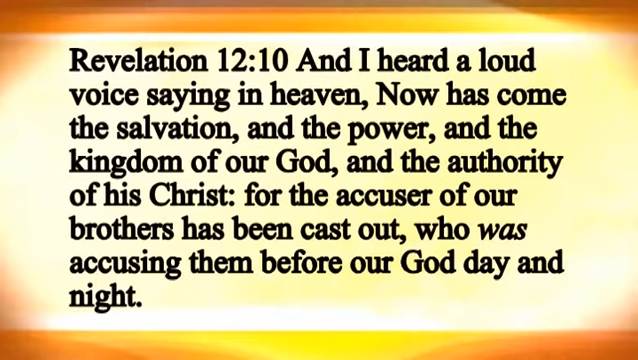 Revelation 12:10 And I heard a loud
voice saying in heaven, Now has come
the salvation, and the power, and the
kingdom of our God, and the authority
of his Christ: for the accuser of our
brothers has been cast out, who was
accusing them before our God day and
night.